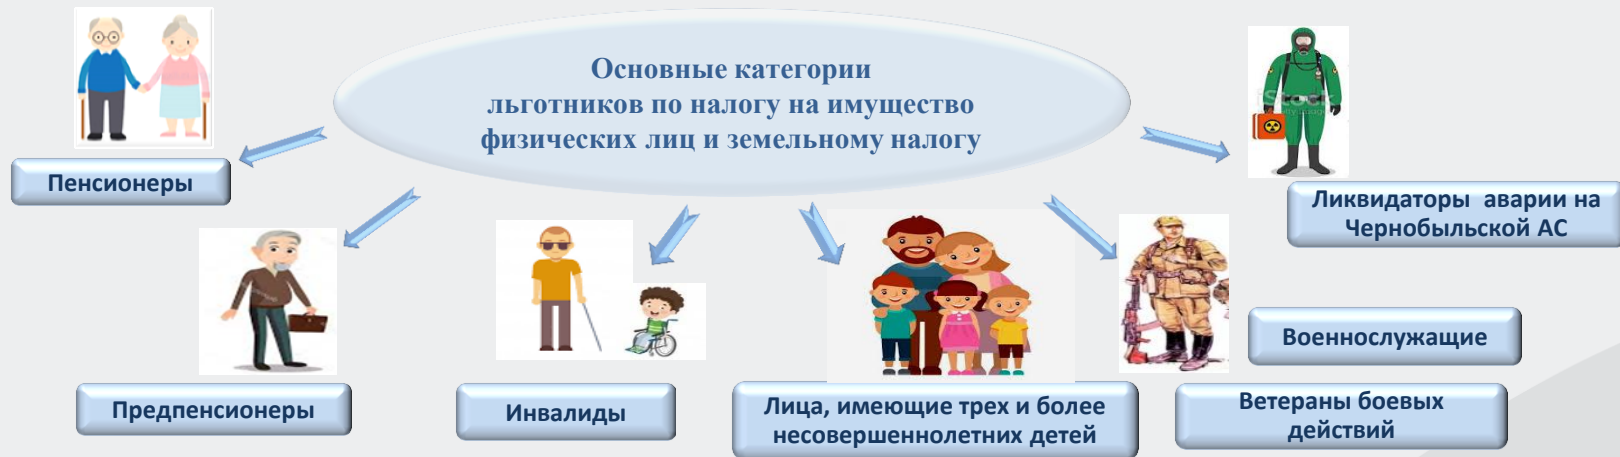 Основные категории
льготников по налогу на имущество
физических лиц и земельному налогу
Пенсионеры
Ликвидаторы аварии на
Чернобыльской АС
Военнослужащие
Предпенсионеры
Инвалиды
Лица, имеющие трех и более
несовершеннолетних детей
Ветераны боевых
действий
iStock